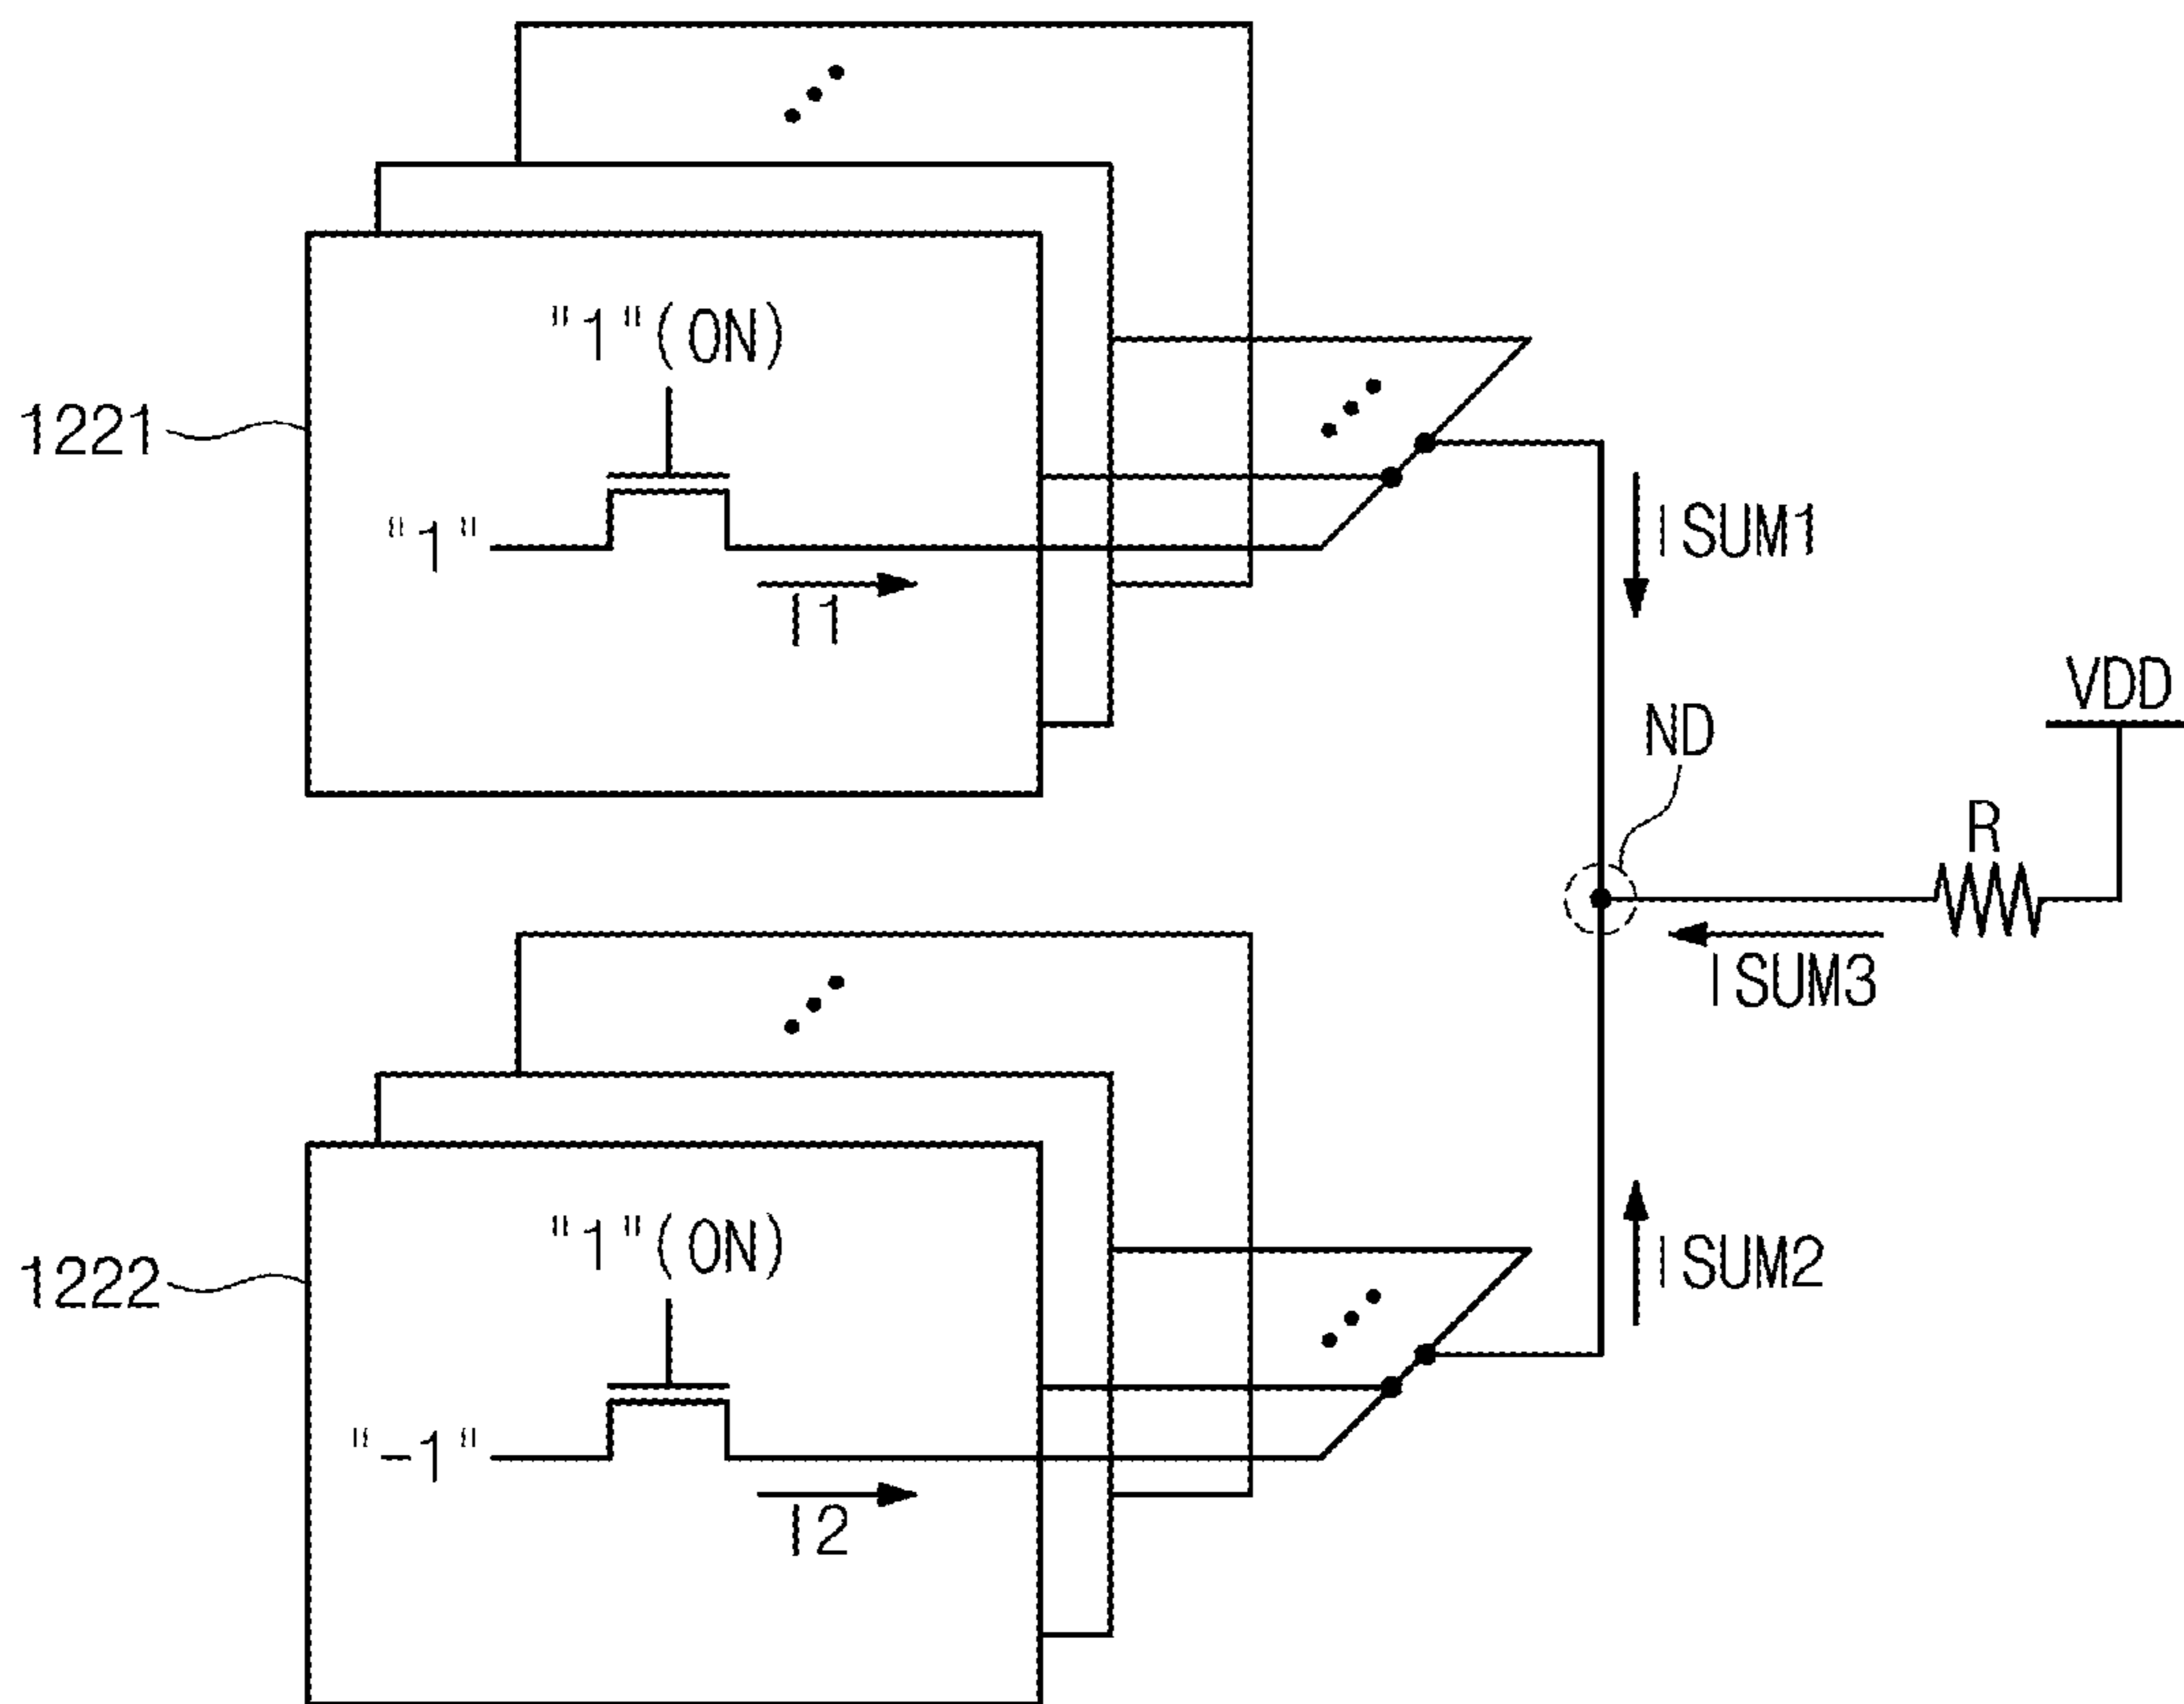 "1"(ON)
1221
"1"
I1
ISUM1
VDD
ND
R
ISUM3
"1"(ON)
1222
ISUM2
"-1"
I2